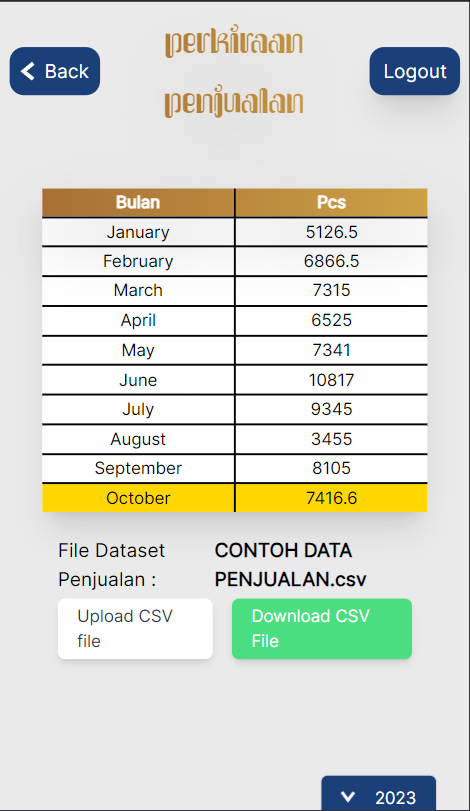 perkiraan
Back
Logout
penjualan
Bulan Pcs
January 5126.5
February 6866.5
March 7315
April 6525
May 7341
June 10817
July 9345
August 3455
September 8105
October 7416.6
File Dataset CONTOH DATA
Penjualan : PENJUALAN.csv
Upload CSV Download CSV
file File
2023